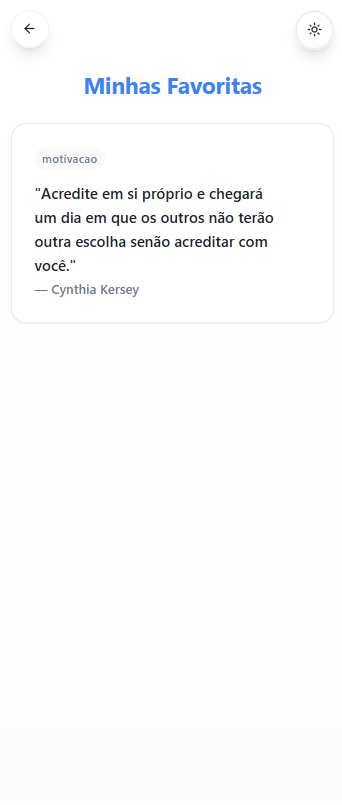 Minhas Favoritas
motivacao
"Acredite em si próprio e chegará
um dia em que os outros não terão
outra escolha senão acreditar com
você."
— Cynthia Kersey